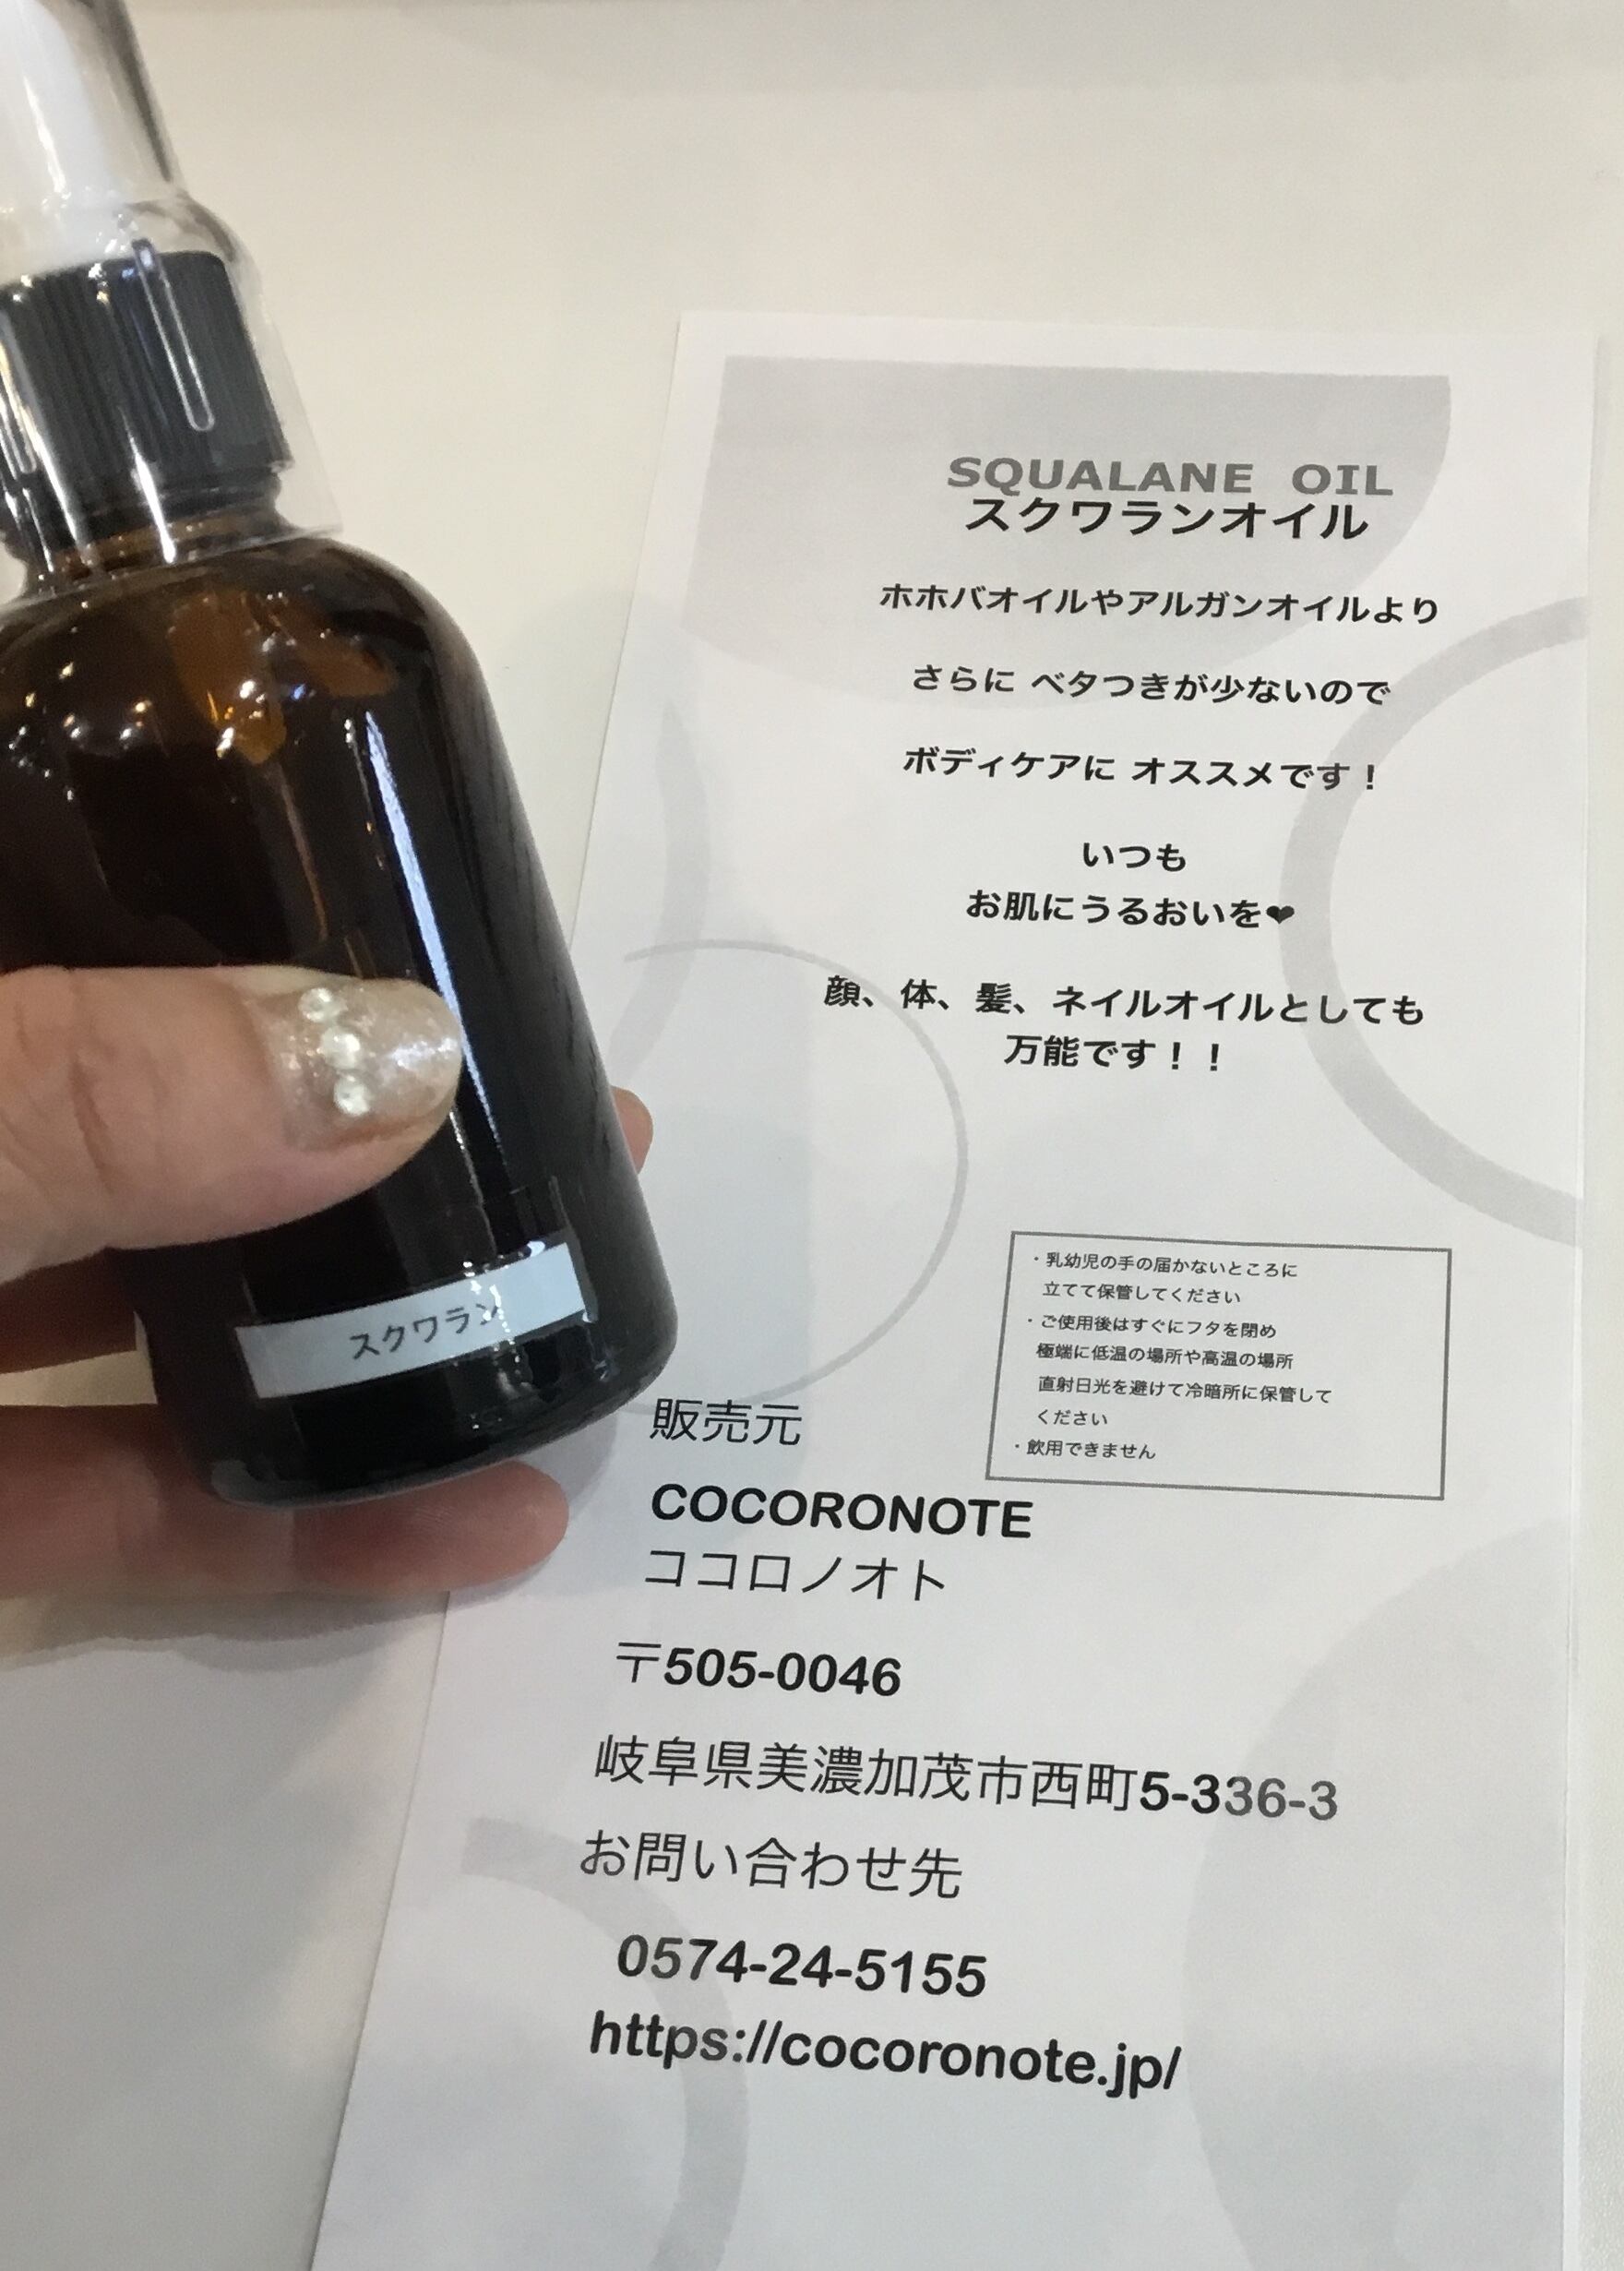 SQUALANE OIL
スクワランオイル
ホホバオイルやアルガンオイルより
さらに ベタつきが少ないので
ボディケアに オススメです！
いつも
お肌にうるおいを❤
顔、体、髪、ネイルオイルとしても
万能です！！
・乳幼児の手の届かないところに
立てて保管してください
・ご使用後はすぐにフタを閉め
極端に低温の場所や高温の場所
直射日光を避けて冷暗所に保管して
ください
・飲用できません
スクワラン
販売元
COCORONOTE
ココロノオト
〒505-0046
岐阜県美濃加茂市西町5-336-3
お問い合わせ先
0574-24-5155
https://cocoronote.jp/